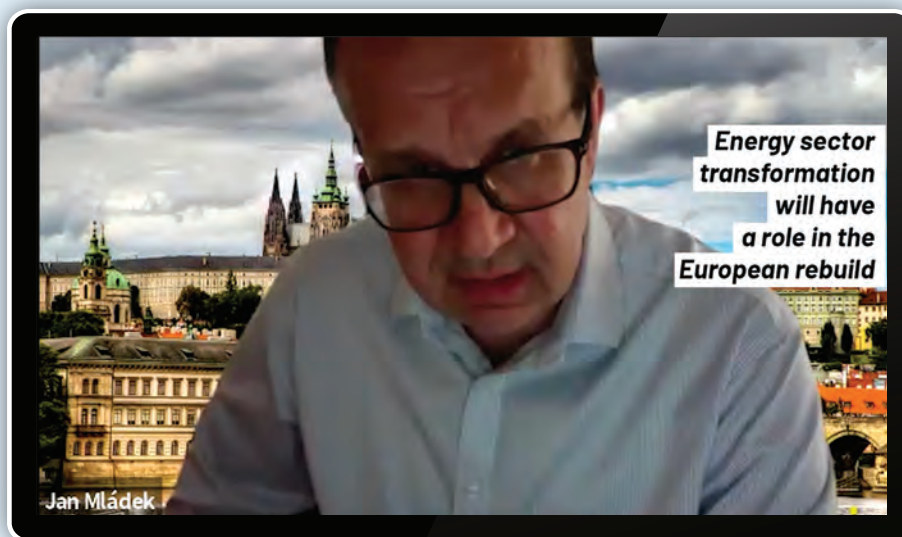 Energy sector
transformation
will have
a role in the
European rebuild
Jan Mládek